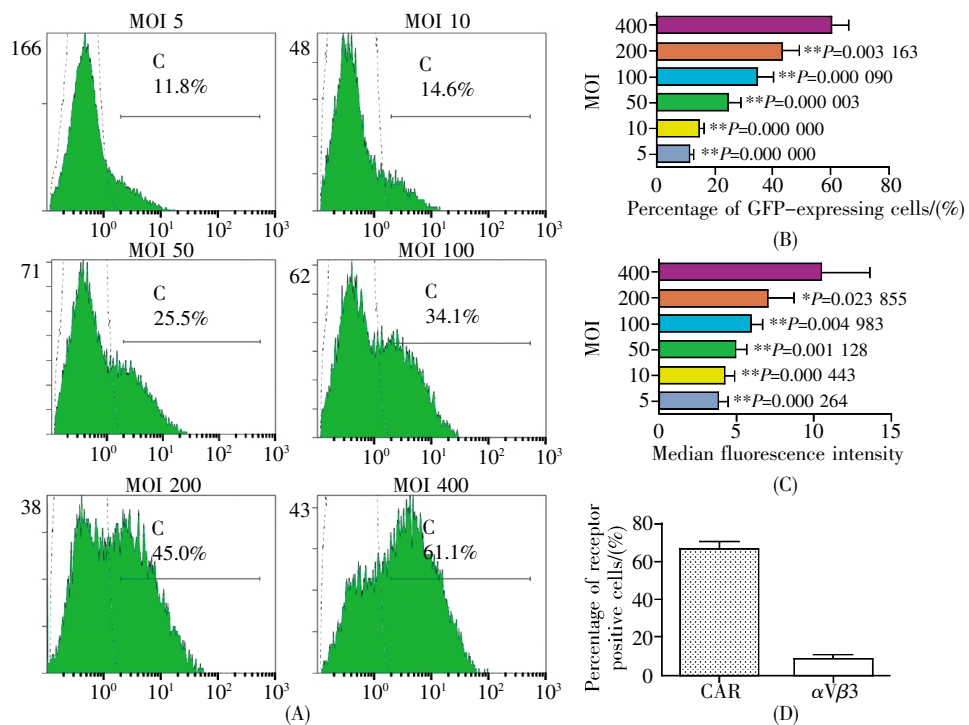 MOI 5
166
C
11.8%
10⁰ 10¹ 10² 10³
MOI 10
48
C
14.6%
10⁰ 10¹ 10² 10³
MOI 50
71
C
25.5%
10⁰ 10¹ 10² 10³
MOI 100
62
C
34.1%
10⁰ 10¹ 10² 10³
MOI 200
38
C
45.0%
10⁰ 10¹ 10² 10³
MOI 400
43
C
61.1%
10⁰ 10¹ 10² 10³
(A)
MOI
400
200 **P=0.003 163
100 **P=0.000 090
50 **P=0.000 003
10 **P=0.000 000
5 **P=0.000 000
0 20 40 60 80
Percentage of GFP-expressing cells/(%)
(B)
MOI
400
200 *P=0.023 855
100 **P=0.004 983
50 **P=0.001 128
10 **P=0.000 443
5 **P=0.000 264
0 5 10 15
Median fluorescence intensity
(C)
Percentage of receptor
positive cells/(%)
80
60
40
20
0
CAR αVβ3
(D)